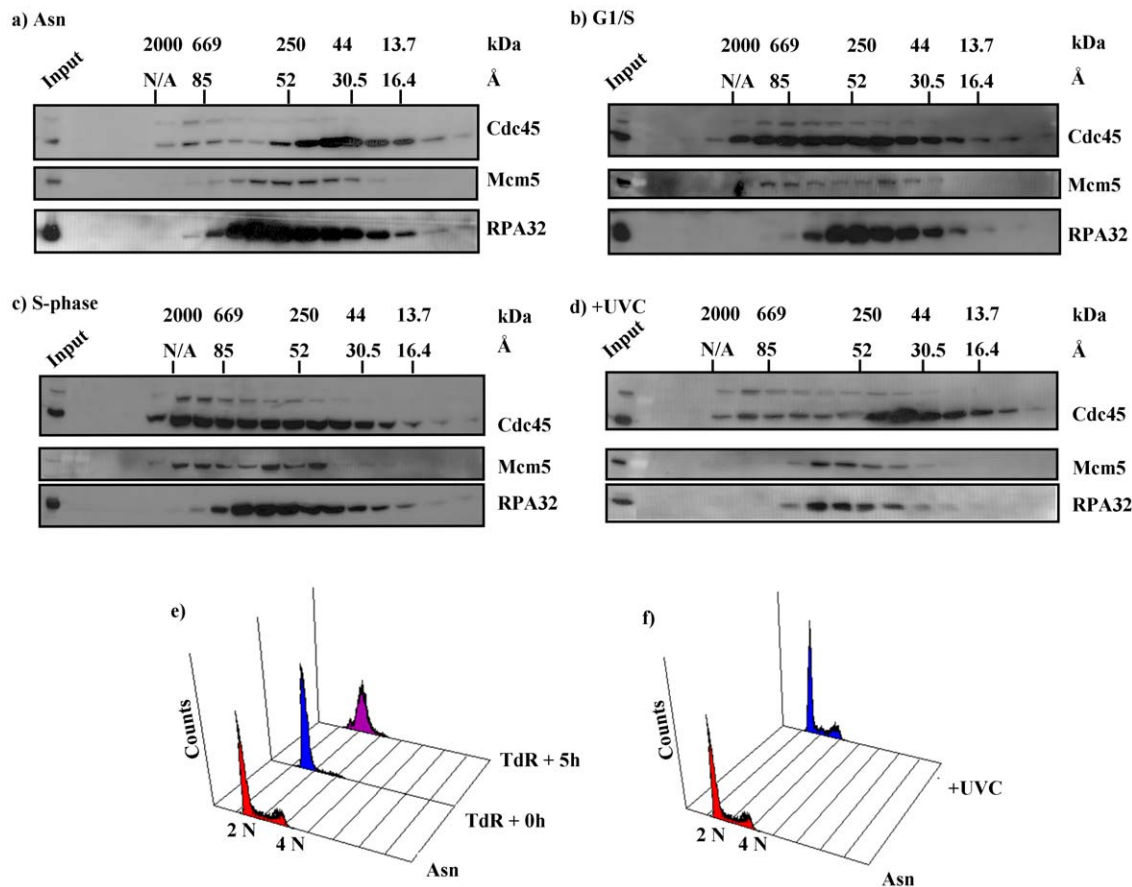 a) Asn
2000 669 250 44 13.7 kDa
Input N/A 85 52 30.5 16.4 Å
Cdc45
Mcm5
RPA32
b) G1/S
2000 669 250 44 13.7 kDa
Input N/A 85 52 30.5 16.4 Å
Cdc45
Mcm5
RPA32
c) S-phase
2000 669 250 44 13.7 kDa
Input N/A 85 52 30.5 16.4 Å
Cdc45
Mcm5
RPA32
d) +UVC
2000 669 250 44 13.7 kDa
Input N/A 85 52 30.5 16.4 Å
Cdc45
Mcm5
RPA32
e)
Counts
2 N 4 N
TdR + 5h
TdR + 0h
Asn
f)
Counts
2 N 4 N
+UVC
Asn